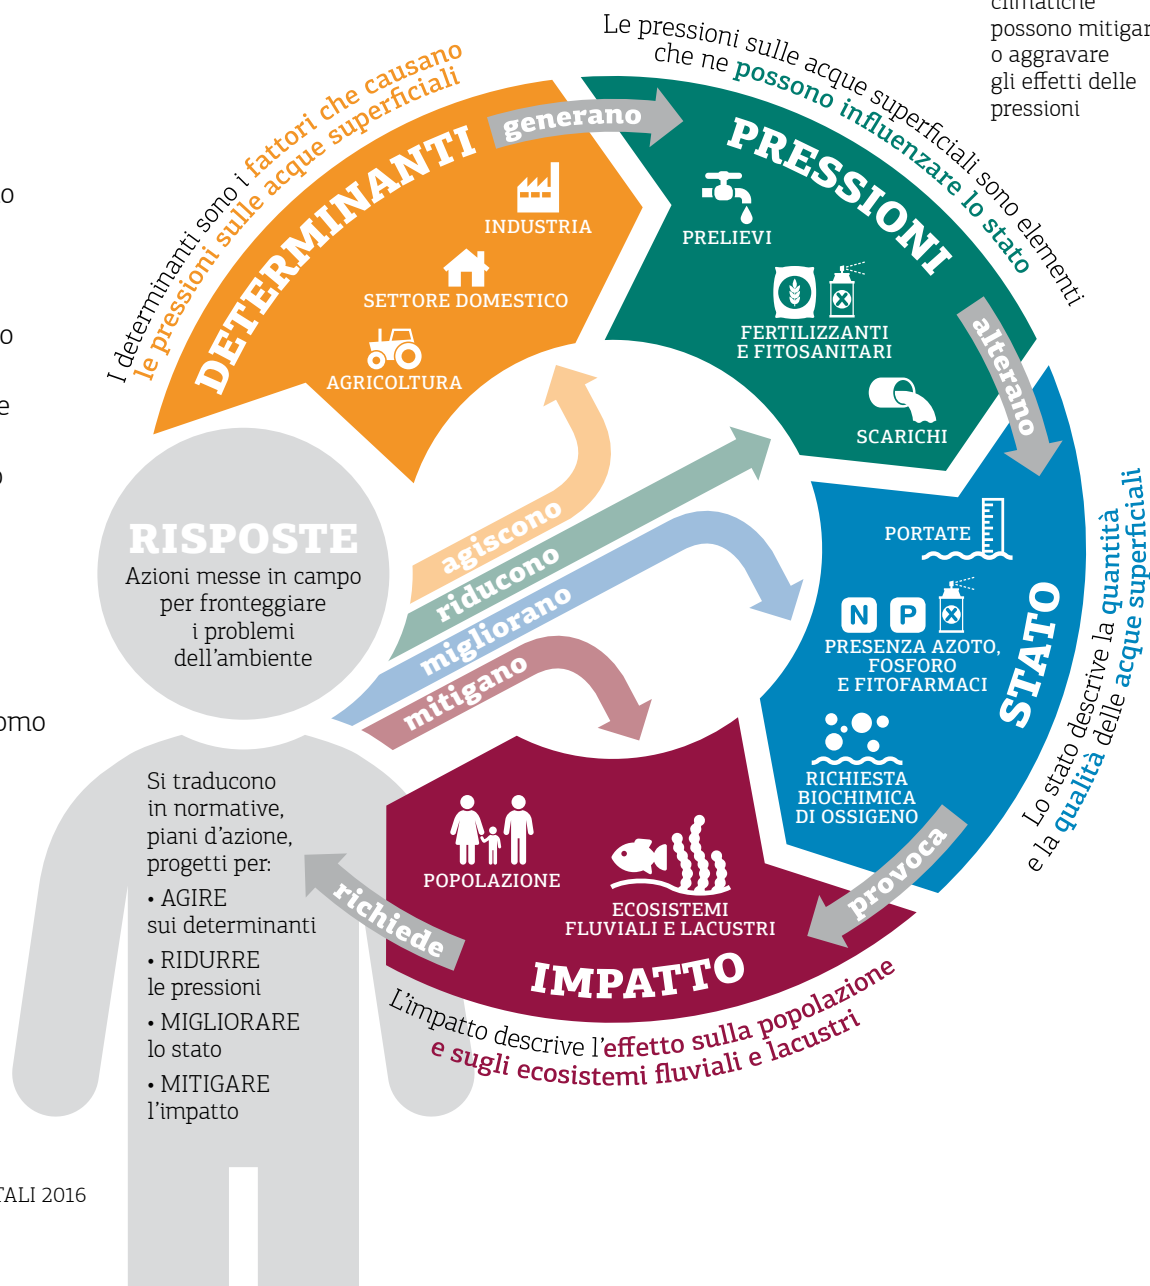 climatiche
possono mitigar
o aggravare
gli effetti delle
pressioni
o
o
e
o
omo
TALI 2016
I determinanti sono i fattori che causano
le pressioni sulle acque superficiali
DETERMINANTI
generano
INDUSTRIA
SETTORE DOMESTICO
AGRICOLTURA
Le pressioni sulle acque superficiali sono elementi
che ne possono influenzare lo stato
PRESSIONI
PRELIEVI
FERTILIZZANTI
E FITOSANITARI
SCARICHI
alterano
STATO
PORTATE
N P
PRESENZA AZOTO,
FOSFORO
E FITOFARMACI
RICHIESTA
BIOCHIMICA
DI OSSIGENO
Lo stato descrive la quantità
e la qualità delle acque superficiali
provoca
POPOLAZIONE
ECOSISTEMI
FLUVIALI E LACUSTRI
IMPATTO
L'impatto descrive l'effetto sulla popolazione
e sugli ecosistemi fluviali e lacustri
richiede
RISPOSTE
Azioni messe in campo
per fronteggiare
i problemi
dell'ambiente
agiscono
riducono
migliorano
mitigano
Si traducono
in normative,
piani d'azione,
progetti per:
• AGIRE
sui determinanti
• RIDURRE
le pressioni
• MIGLIORARE
lo stato
• MITIGARE
l'impatto